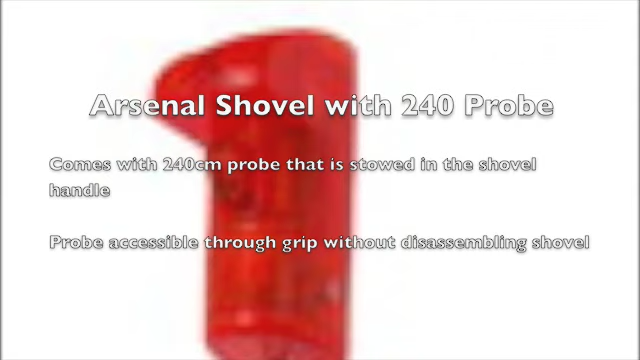 Arsenal Shovel with 240 Probe
Comes with 240cm probe that is stowed in the shovel
handle
Probe accessible through grip without disassembling shovel